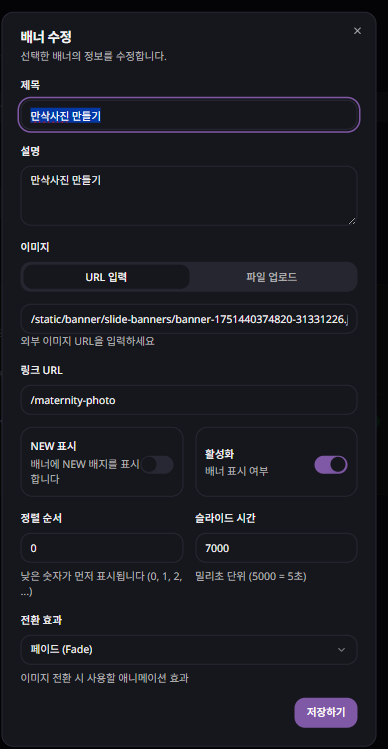 배너 수정
선택한 배너의 정보를 수정합니다.
제목
만삭사진 만들기
설명
만삭사진 만들기
이미지
URL 입력
파일 업로드
/static/banner/slide-banners/banner-1751440374820-31331226.j
외부 이미지 URL을 입력하세요
링크 URL
/maternity-photo
NEW 표시
배너에 NEW 배지를 표시
합니다
활성화
배너 표시 여부
정렬 순서
슬라이드 시간
0
7000
낮은 숫자가 먼저 표시됩니다 (0, 1, 2,
...)
밀리초 단위 (5000 = 5초)
전환 효과
페이드 (Fade)
이미지 전환 시 사용할 애니메이션 효과
저장하기